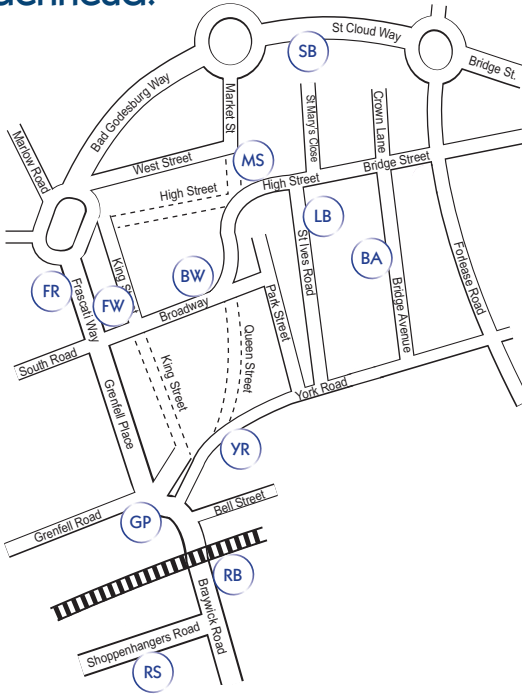 denhead?
St Cloud Way
SB
Bridge St.
Bad Godesburg Way
Market St
St Mary's Close
Crown Lane
Marlow Road
West Street
MS
Bridge Street
High Street
High Street
LB
BA
St Ives Road
FR
FW
King St
BW
Frascati Way
Broadway
Park Street
Bridge Avenue
Forlease Road
South Road
King Street
Queen Street
York Road
Grenfell Place
YR
Bell Street
GP
Grenfell Road
RB
Braywick Road
Shoppenhangers Road
RS